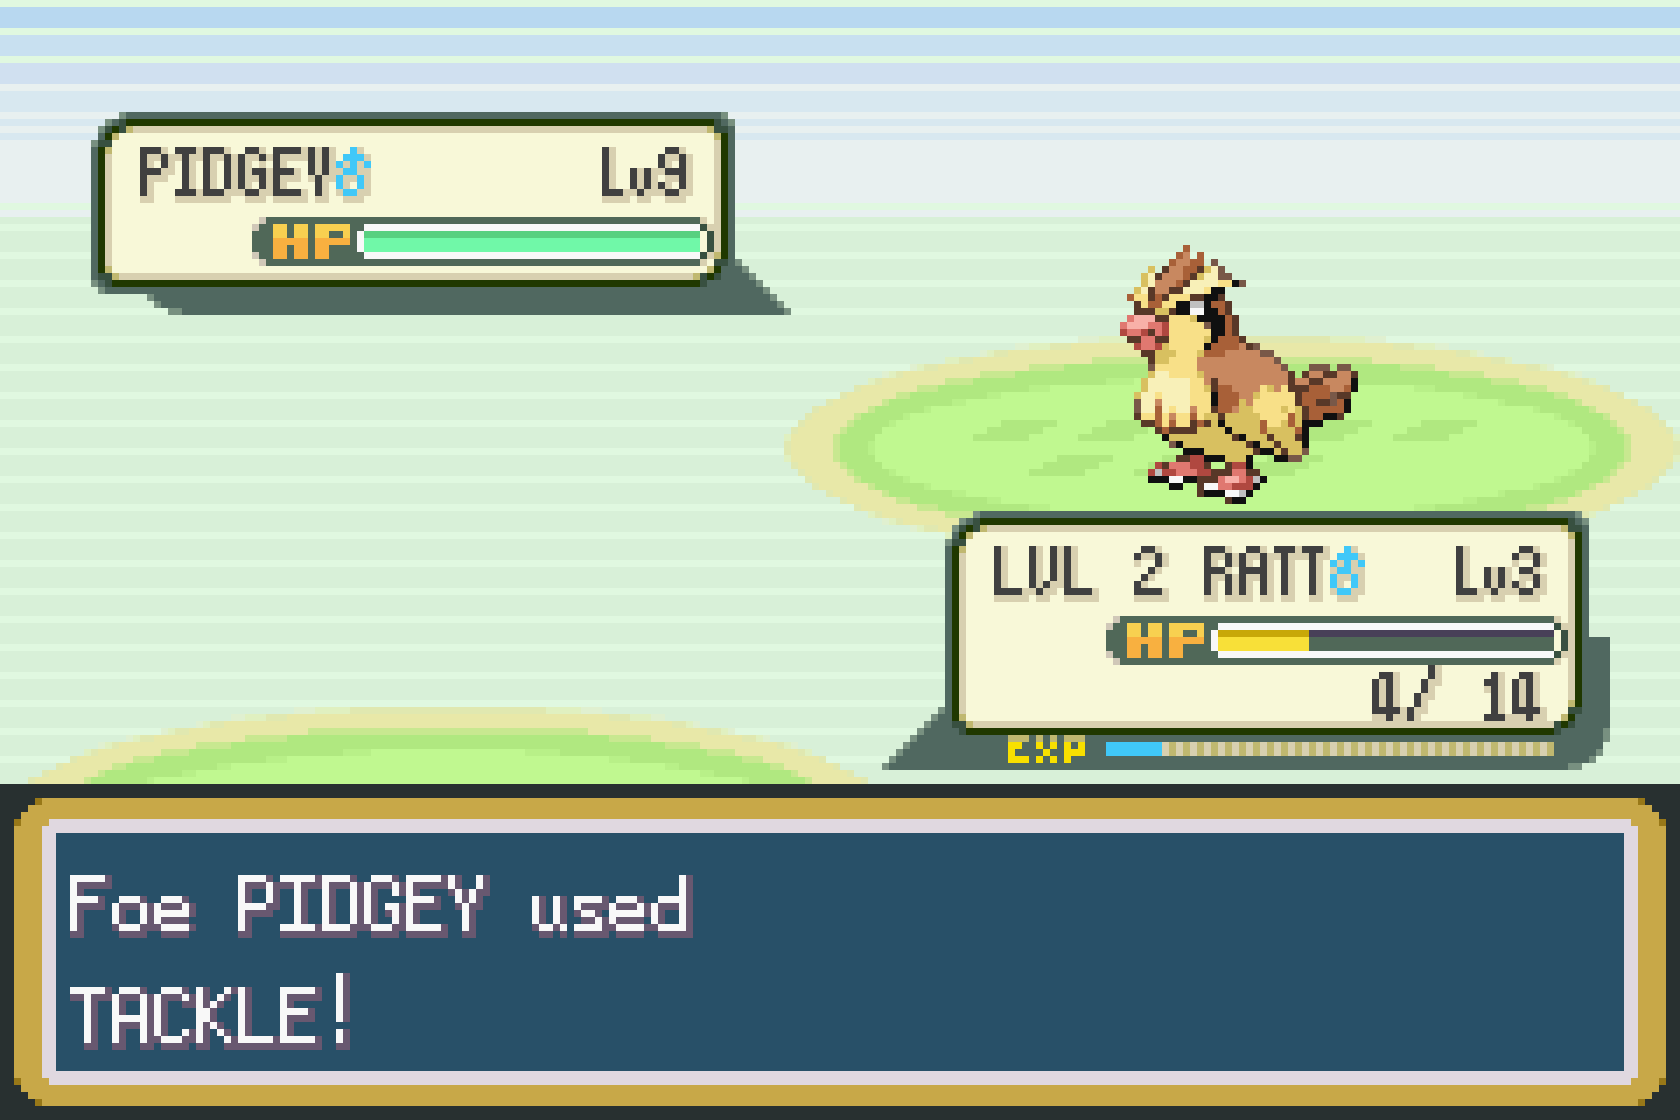 PIDGEY♂ Lv9
HP
LVL 2 RATT♂ Lv3
HP
4/ 14
EXP
Foe PIDGEY used
TACKLE!